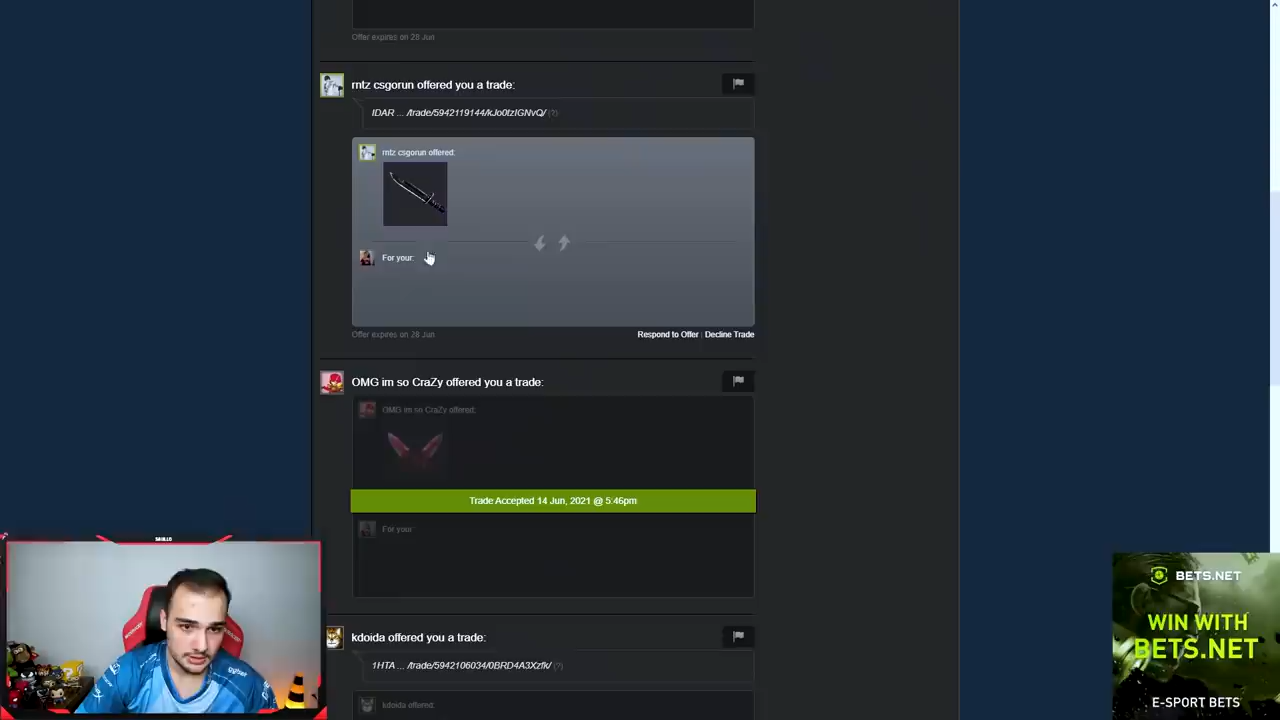 Offer expires on 28 Jun
rntz csgorun offered you a trade:
IDAR ... /trade/5942119144/kJo0tzIGNvQ/ (?)
rntz csgorun offered:
For your:
Offer expires on 28 Jun
Respond to Offer | Decline Trade
OMG im so CraZy offered you a trade:
OMG im so CraZy offered:
Trade Accepted 14 Jun, 2021 @ 5:46pm
For your:
kdoida offered you a trade:
1HTA ... /trade/5942106034/0BRD4A3Xzfk/ (?)
kdoida offered:
BETS.NET
WIN WITH
BETS.NET
E-SPORT BETS